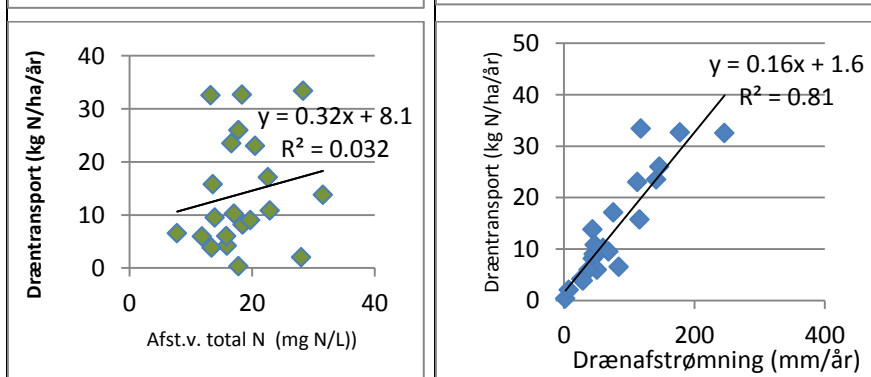 Dræntransport (kg N/ha/år)
40
30
20
10
0
y = 0.32x + 8.1
R² = 0.032
0
20
40
Afst.v. total N (mg N/L))
Dræntransport (kg N/ha/år)
50
40
30
20
10
0
y = 0.16x + 1.6
R² = 0.81
0
200
400
Drænafstrømning (mm/år)